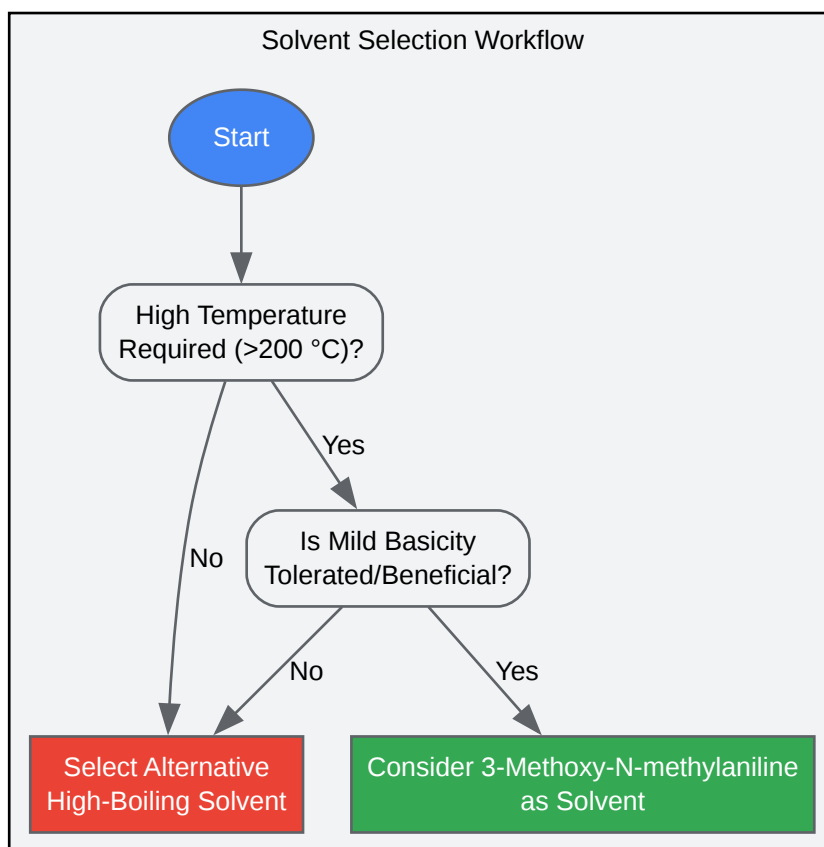 Solvent Selection Workflow
Start
High Temperature
Required (>200 °C)?
Yes
No
Is Mild Basicity
Tolerated/Beneficial?
No
Yes
Select Alternative
High-Boiling Solvent
Consider 3-Methoxy-N-methylaniline
as Solvent